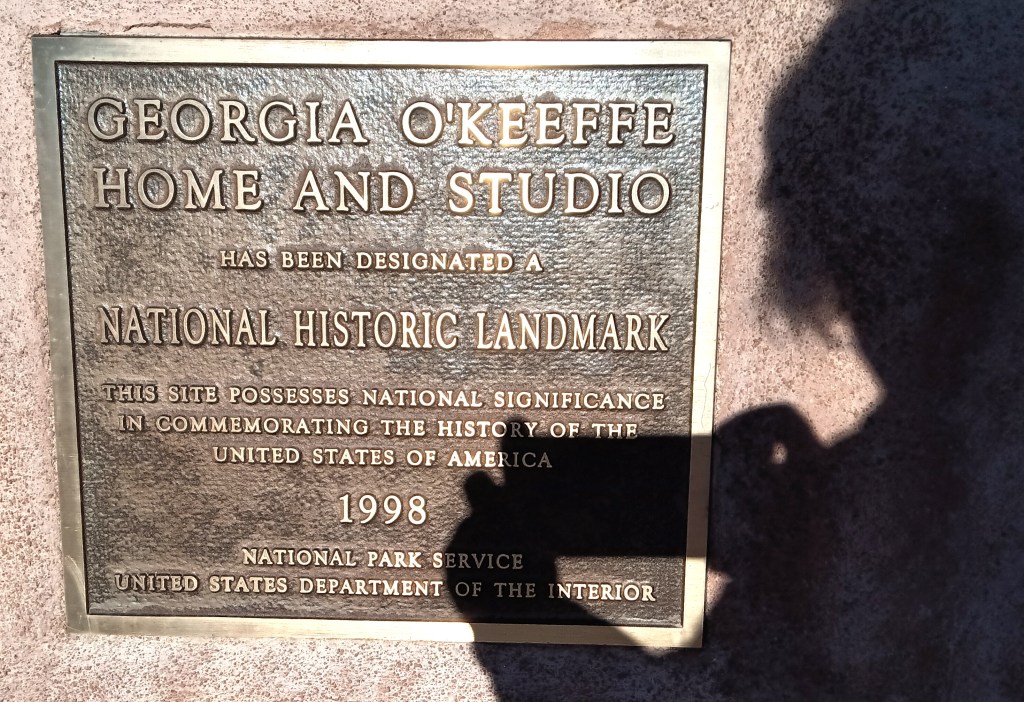 GEORGIA O'KEEFFE
HOME AND STUDIO
HAS BEEN DESIGNATED A
NATIONAL HISTORIC LANDMARK
THIS SITE POSSESSES NATIONAL SIGNIFICANCE
IN COMMEMORATING THE HISTORY OF THE
UNITED STATES OF AMERICA
1998
NATIONAL PARK SERVICE
UNITED STATES DEPARTMENT OF THE INTERIOR